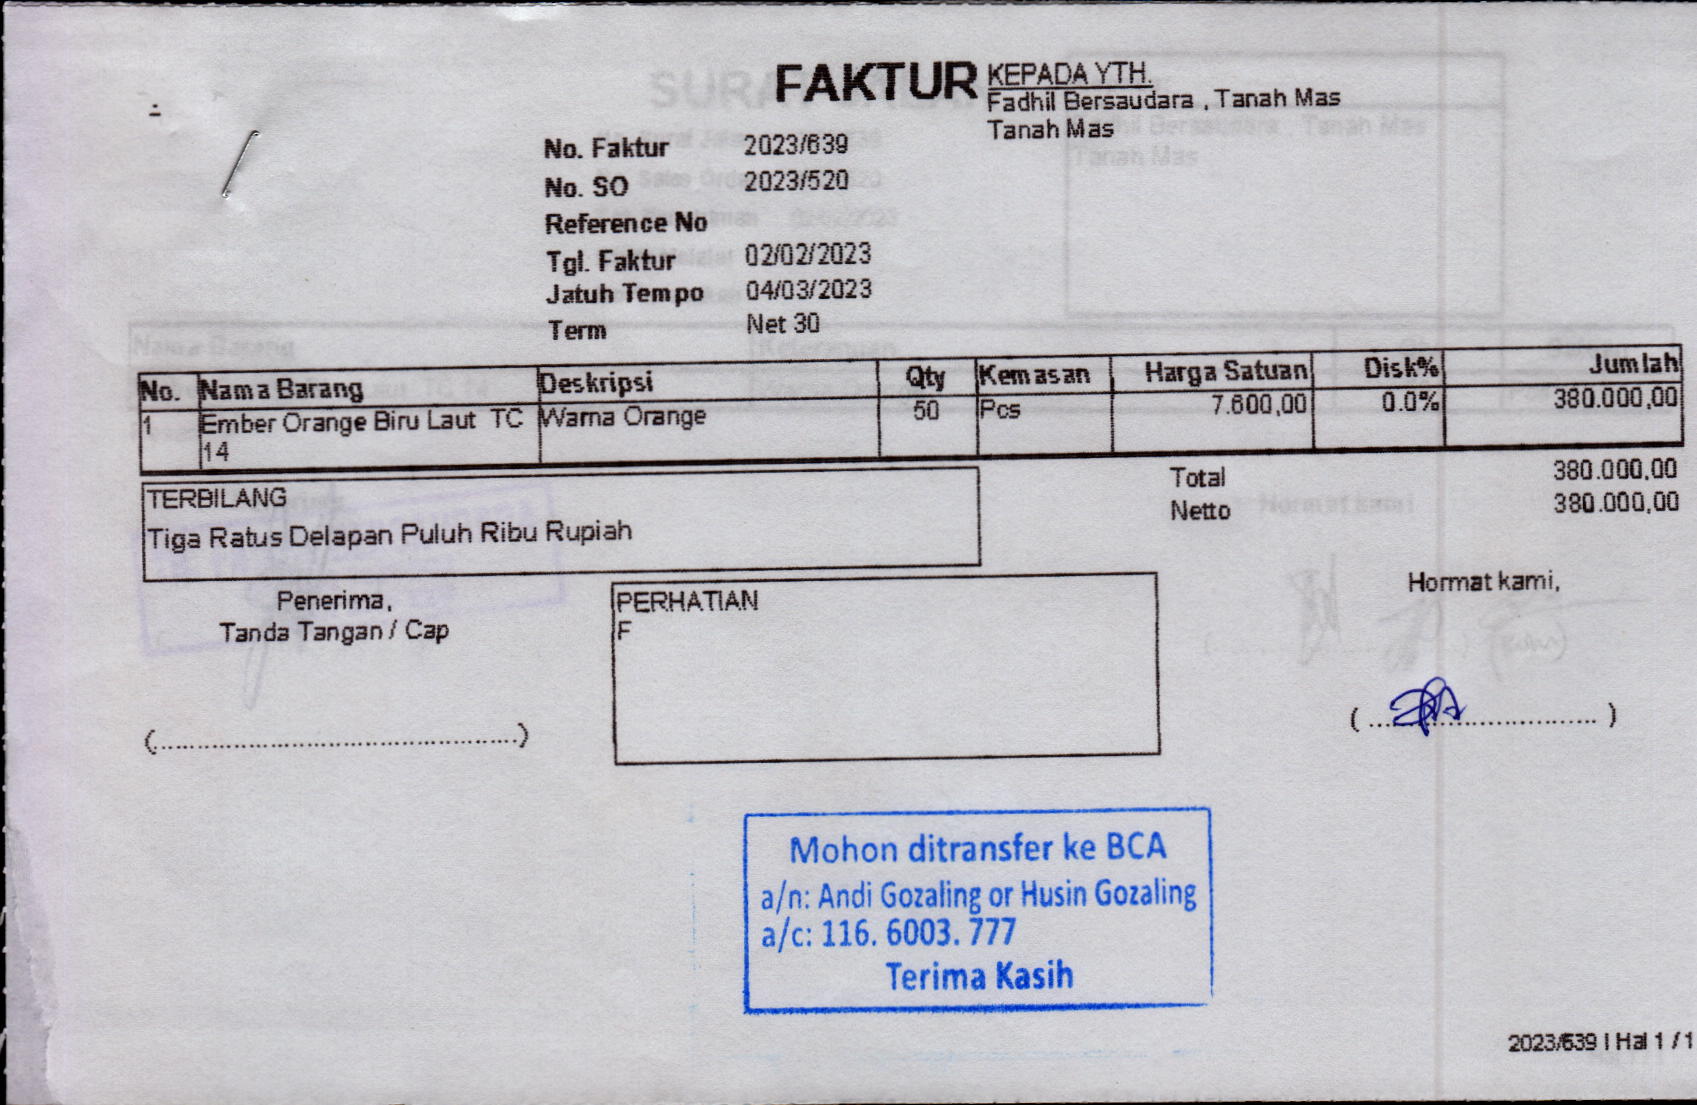 FAKTUR
KEPADA YTH.
Fadhil Bersaudara , Tanah Mas
Tanah Mas
No. Faktur 2023/639
No. SO 2023/520
Reference No
Tgl. Faktur 02/02/2023
Jatuh Tempo 04/03/2023
Term Net 30
No. Nama Barang Deskripsi Qty Kemasan Harga Satuan Disk% Jumlah
1 Ember Orange Biru Laut TC Warna Orange 50 Pcs 7.600,00 0.0% 380.000,00
14
Total 380.000,00
Netto 380.000,00
TERBILANG
Tiga Ratus Delapan Puluh Ribu Rupiah
Penerima,
Tanda Tangan / Cap
(....................................................)
PERHATIAN
F
Hormat kami,
( .................................. )
Mohon ditransfer ke BCA
a/n: Andi Gozaling or Husin Gozaling
a/c: 116. 6003. 777
Terima Kasih
2023/639 | Hal 1 / 1